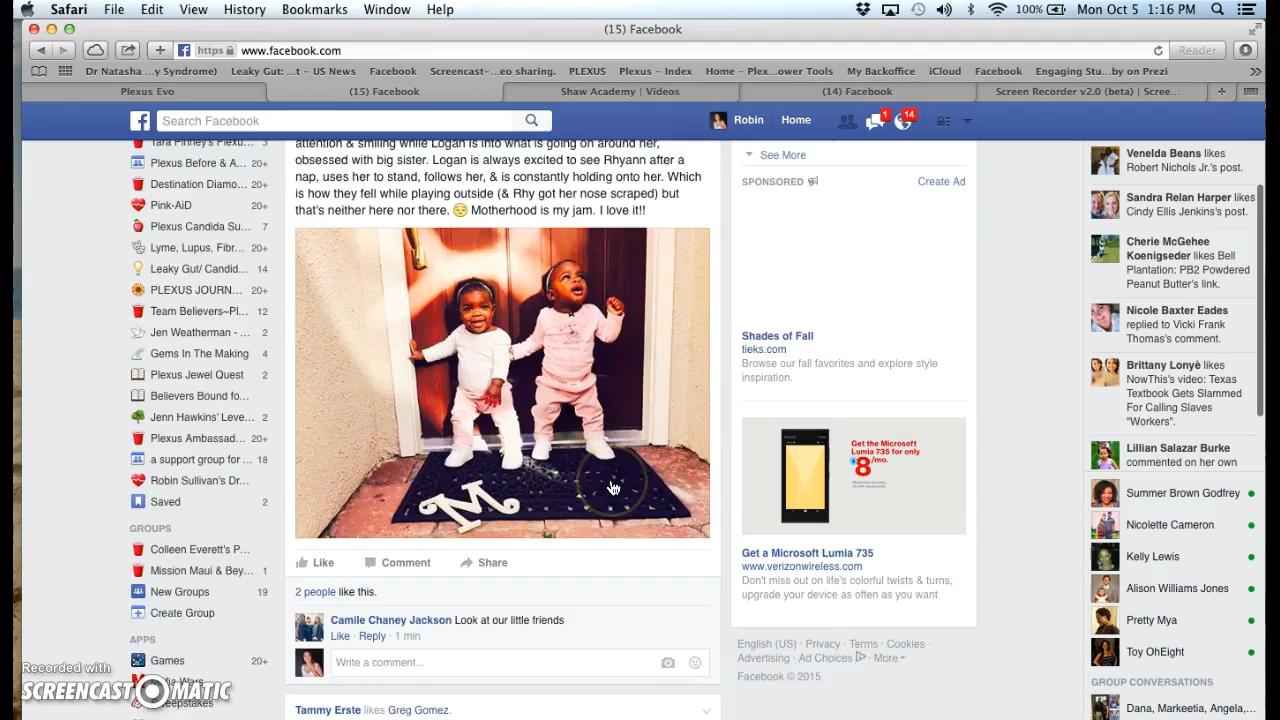 Safari File Edit View History Bookmarks Window Help 100% Mon Oct 5 1:16 PM
(15) Facebook
https www.facebook.com Reader
Dr Natasha ...y Syndrome) Leaky Gut: ...t - US News Facebook Screencast-...eo sharing. PLEXUS Plexus - Index Home - Plex...ower Tools My Backoffice iCloud Facebook Engaging Stu...by on Prezi
Plexus Evo (15) Facebook Shaw Academy | Videos (14) Facebook Screen Recorder v2.0 (beta) | Scree...
Search Facebook Robin Home 1 14
Tara Pinney's Plexu...
Plexus Before & A... 20+
Destination Diamo... 20+
Pink-AiD 20+
Plexus Candida Su... 7
Lyme, Lupus, Fibr... 20+
Leaky Gut/ Candid... 14
PLEXUS JOURN... 20+
Team Believers~Pl... 12
Jen Weatherman - ... 2
Gems In The Making 4
Plexus Jewel Quest 2
Believers Bound fo...
Jenn Hawkins' Leve... 2
Plexus Ambassad... 20+
a support group for ... 18
Robin Sullivan's Dr...
Saved 2
GROUPS
Colleen Everett's P...
Mission Maui & Bey... 1
New Groups 19
Create Group
APPS
Games 20+
Recorded with
SCREENCAST-O-MATIC
attention & smiling while Logan is into what is going on around her,
obsessed with big sister. Logan is always excited to see Rhyann after a
nap, uses her to stand, follows her, & is constantly holding onto her. Which
is how they fell while playing outside (& Rhy got her nose scraped) but
that's neither here nor there. 😔 Motherhood is my jam. I love it!!
M
Like Comment Share
2 people like this.
Camile Chaney Jackson Look at our little friends
Like · Reply · 1 min
Write a comment...
Tammy Erste likes Greg Gomez.
See More
SPONSORED Create Ad
Shades of Fall
tieks.com
Browse our fall favorites and explore style
inspiration.
Get the Microsoft
Lumia 735 for only
$8/mo.
Get a Microsoft Lumia 735
www.verizonwireless.com
Don't miss out on life's colorful twists & turns,
upgrade your device as often as you want
English (US) · Privacy · Terms · Cookies ·
Advertising · Ad Choices · More
Facebook © 2015
Venelda Beans likes
Robert Nichols Jr.'s post.
Sandra Relan Harper likes
Cindy Ellis Jenkins's post.
Cherie McGehee
Koenigseder likes Bell
Plantation: PB2 Powdered
Peanut Butter's link.
Nicole Baxter Eades
replied to Vicki Frank
Thomas's comment.
Brittany Lonyè likes
NowThis's video: Texas
Textbook Gets Slammed
For Calling Slaves
"Workers".
Lillian Salazar Burke
commented on her own
Summer Brown Godfrey
Nicolette Cameron
Kelly Lewis
Alison Williams Jones
Pretty Mya
Toy OhEight
GROUP CONVERSATIONS
Dana, Markeetia, Angela,...